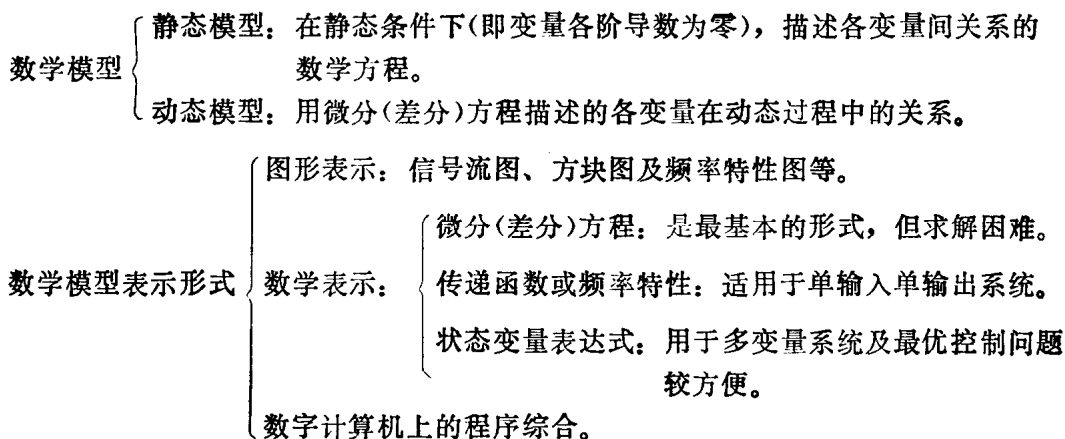 静态模型：在静态条件下(即变量各阶导数为零)，描述各变量间关系的
数学方程。
数学模型
动态模型：用微分(差分)方程描述的各变量在动态过程中的关系。
图形表示：信号流图、方块图及频率特性图等。
微分(差分)方程：是最基本的形式，但求解困难。
数学模型表示形式
数学表示：
传递函数或频率特性：适用于单输入单输出系统。
状态变量表达式：用于多变量系统及最优控制问题
较方便。
数字计算机上的程序综合。